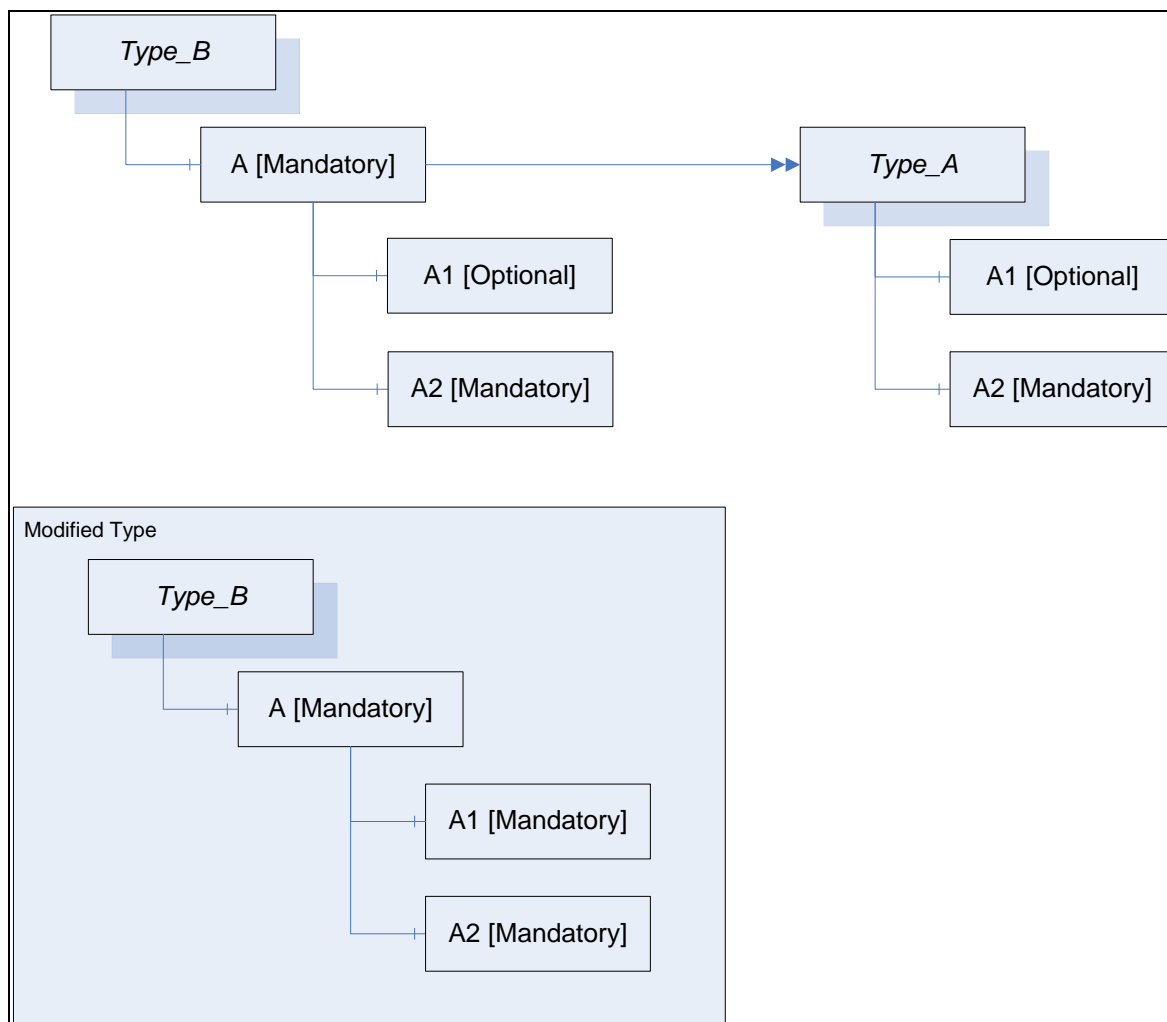 Type_B
A [Mandatory]
Type_A
A1 [Optional]
A1 [Optional]
A2 [Mandatory]
A2 [Mandatory]
Modified Type
Type_B
A [Mandatory]
A1 [Mandatory]
A2 [Mandatory]